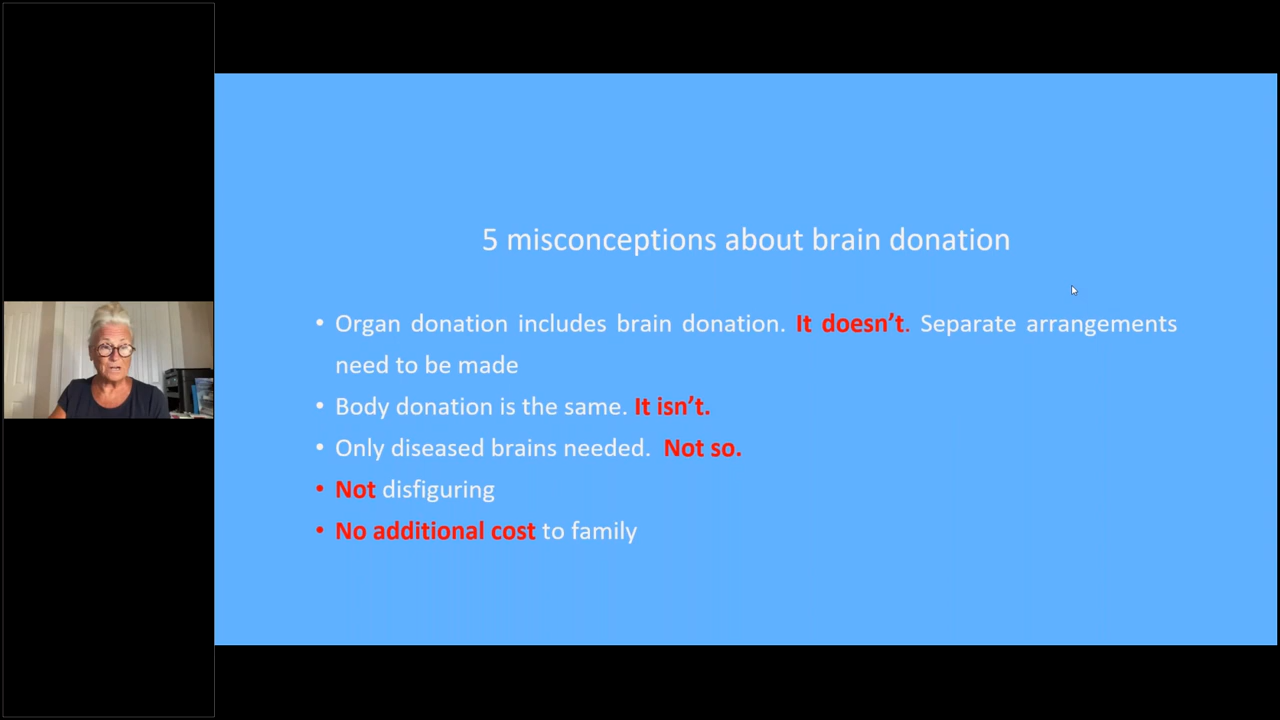 5 misconceptions about brain donation
• Organ donation includes brain donation. It doesn’t. Separate arrangements
need to be made
• Body donation is the same. It isn’t.
• Only diseased brains needed. Not so.
• Not disfiguring
• No additional cost to family